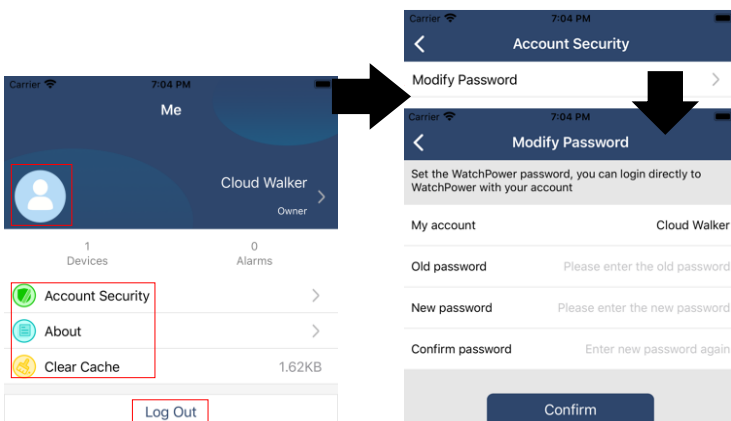 Carrier 7:04 PM
Me
Cloud Walker
Owner
1 0
Devices Alarms
Account Security
About
Clear Cache 1.62KB
Log Out
Carrier 7:04 PM
Account Security
Modify Password
Carrier 7:04 PM
Modify Password
Set the WatchPower password, you can login directly to
WatchPower with your account
My account Cloud Walker
Old password Please enter the old password
New password Please enter the new password
Confirm password Enter new password again
Confirm